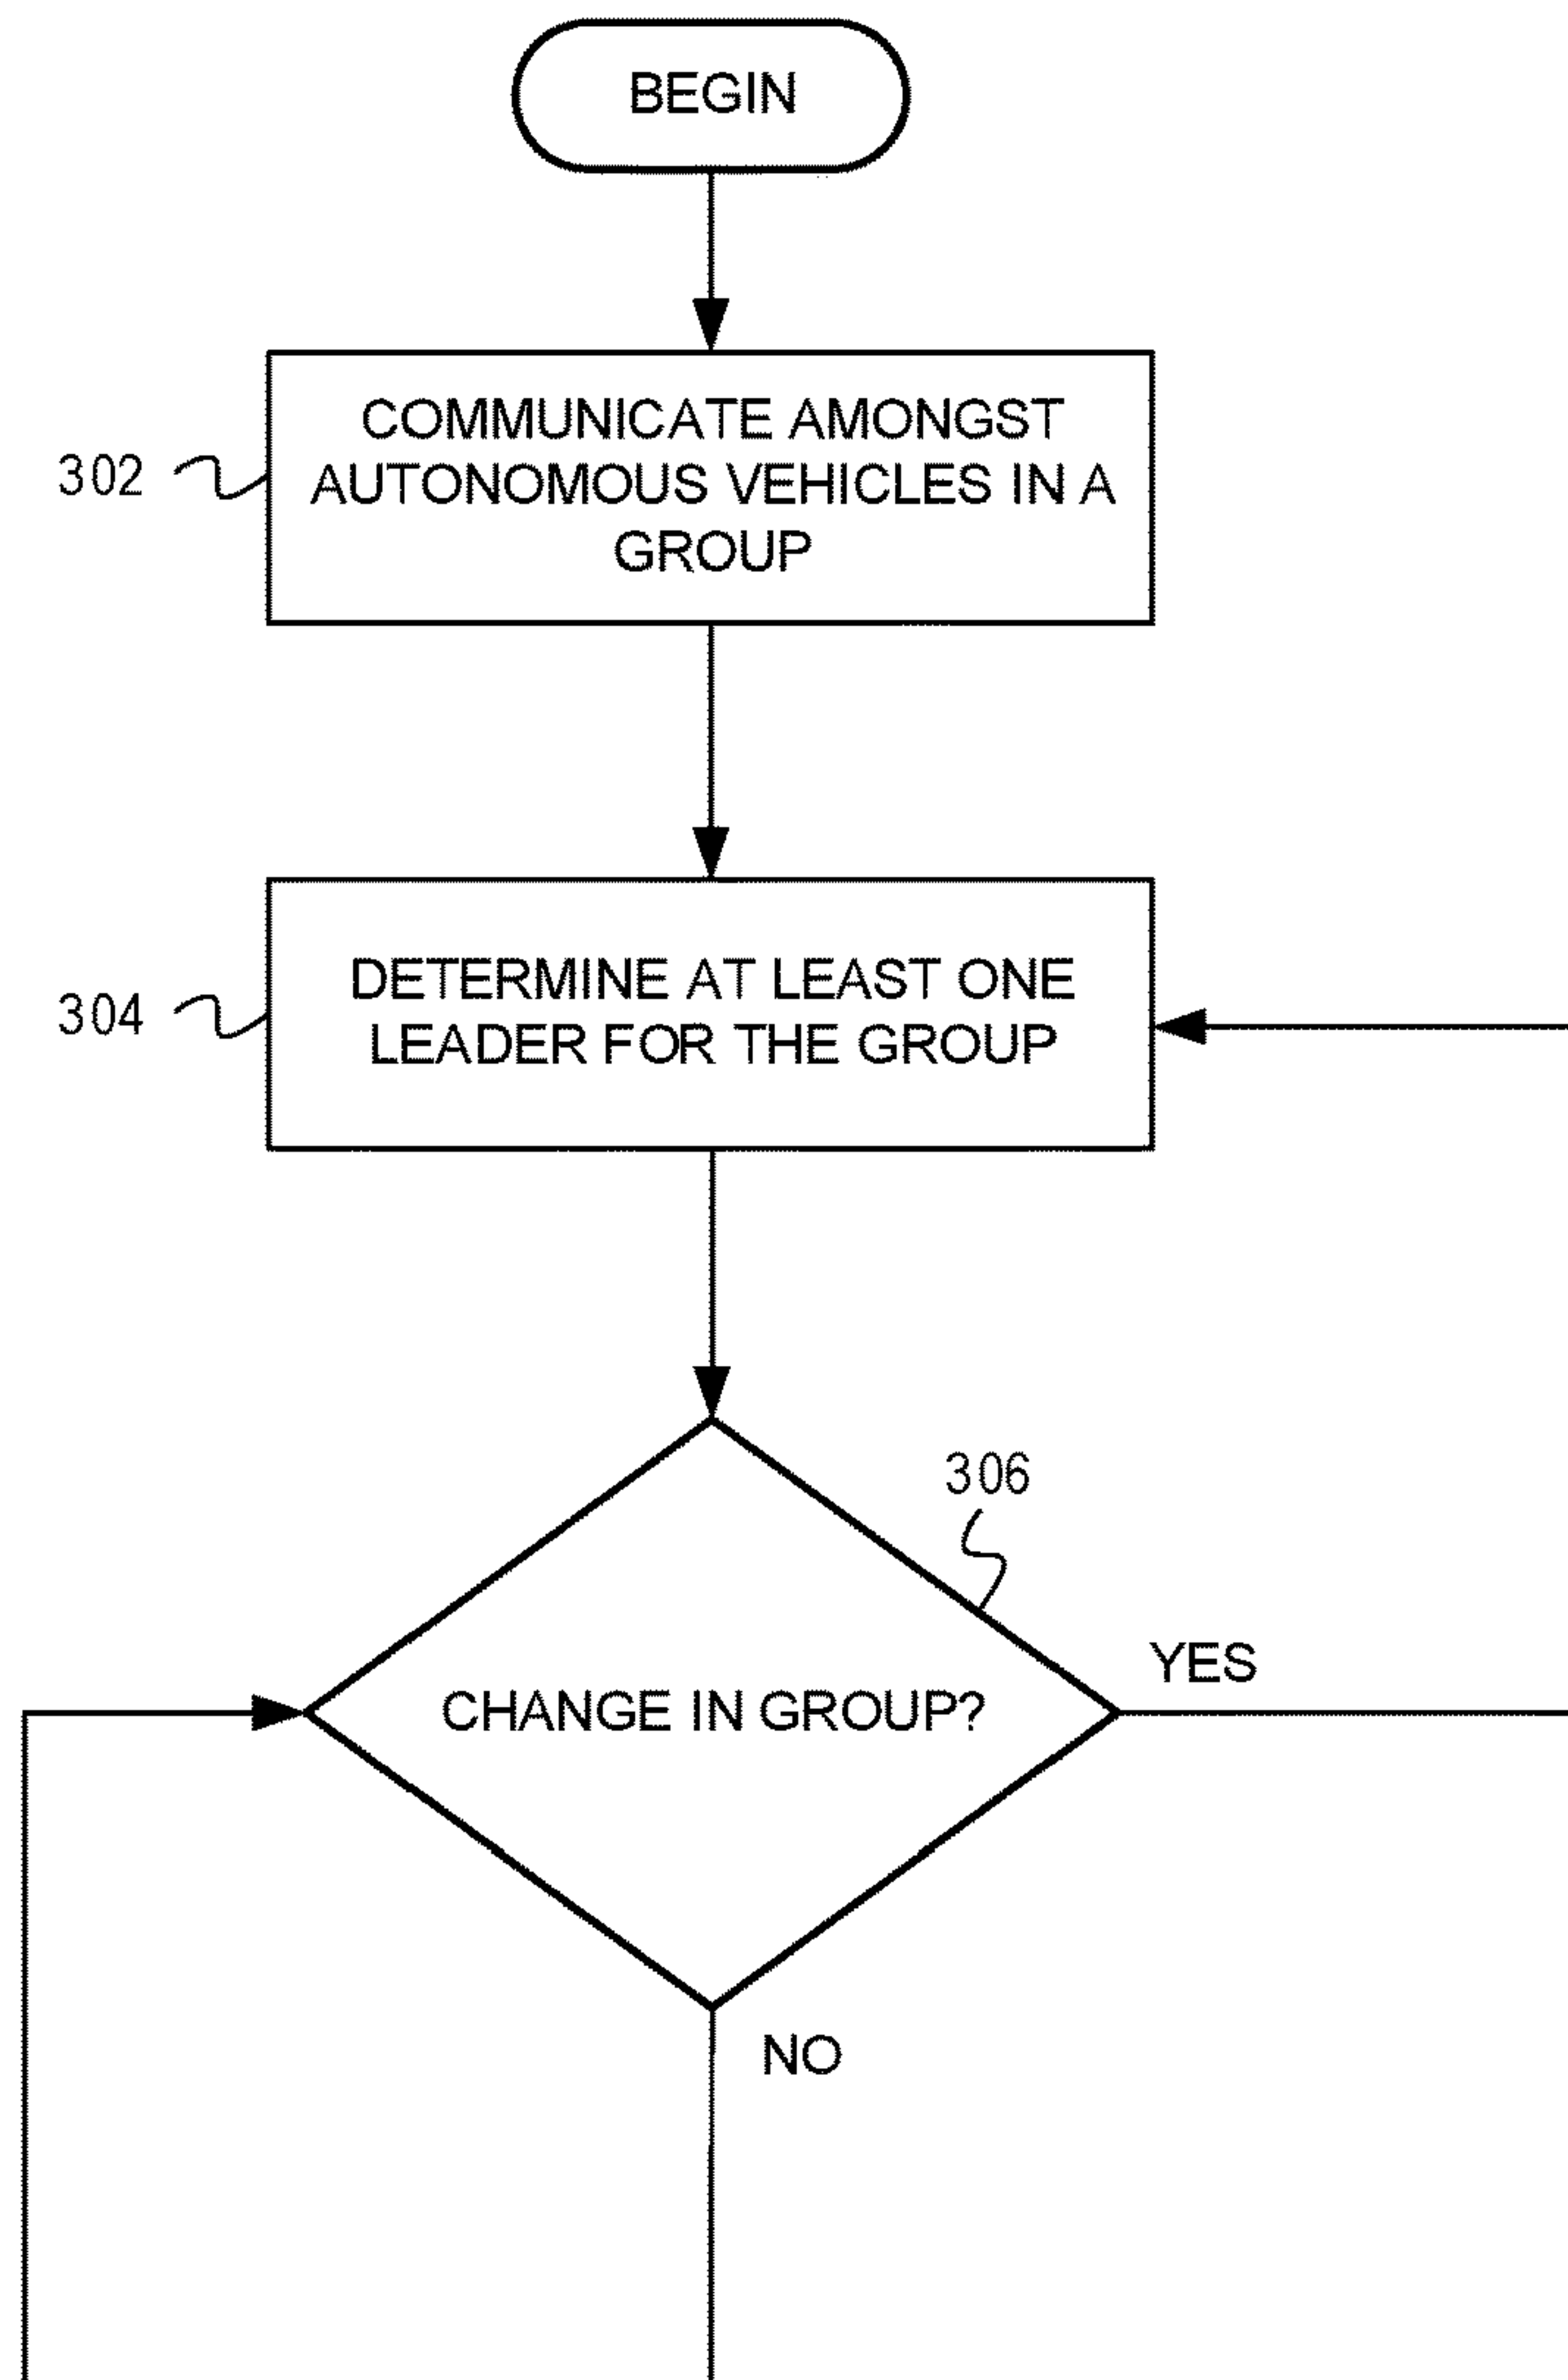 BEGIN
COMMUNICATE AMONGST
302
AUTONOMOUS VEHICLES IN A
GROUP
DETERMINE AT LEAST ONE
304
LEADER FOR THE GROUP
306
YES
CHANGE IN GROUP?
NO